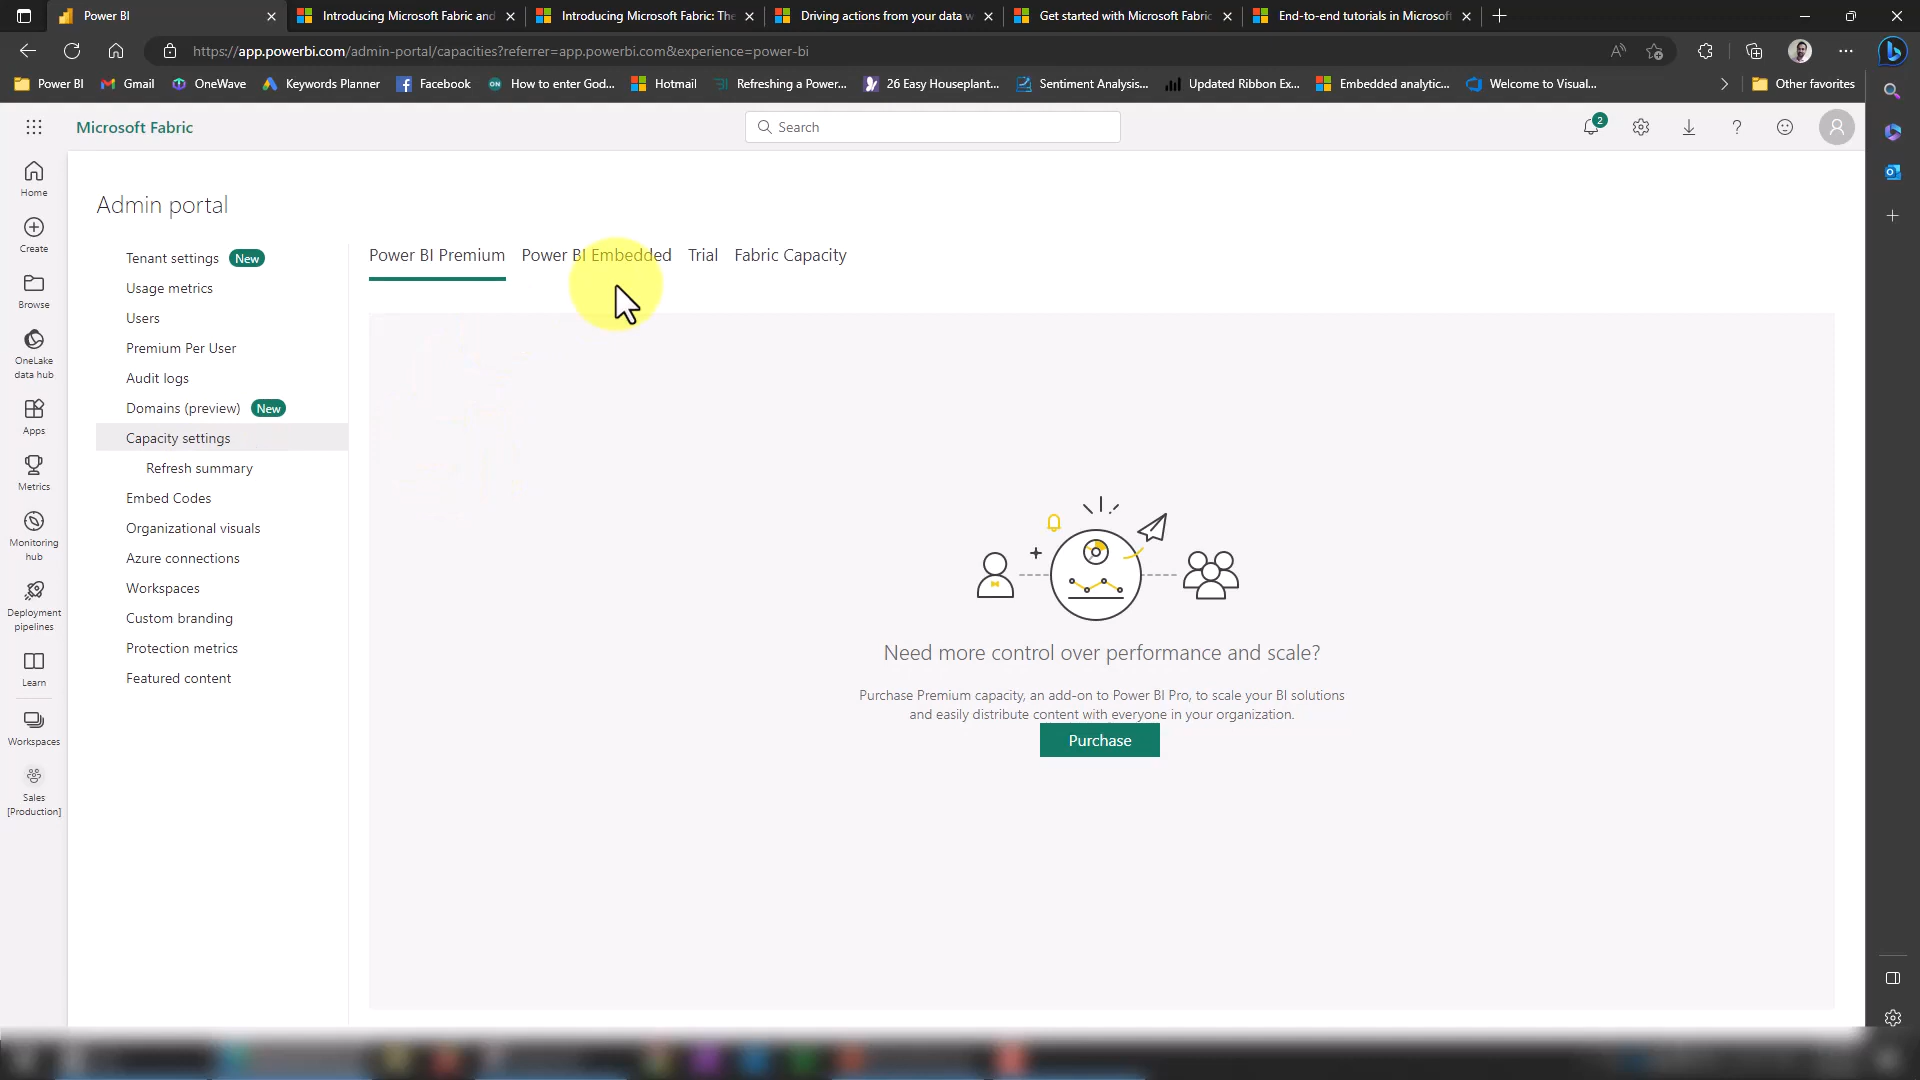 Power BI
Introducing Microsoft Fabric and
Introducing Microsoft Fabric: The
Driving actions from your data w
Get started with Microsoft Fabric
End-to-end tutorials in Microsoft
https://app.powerbi.com/admin-portal/capacities?referrer=app.powerbi.com&experience=power-bi
Power BI
Gmail
OneWave
Keywords Planner
Facebook
How to enter God...
Hotmail
Refreshing a Power...
26 Easy Houseplant...
Sentiment Analysis...
Updated Ribbon Ex...
Embedded analytic...
Welcome to Visual...
Other favorites
Microsoft Fabric
Search
2
Home
Create
Browse
OneLake
data hub
Apps
Metrics
Monitoring
hub
Deployment
pipelines
Learn
Workspaces
Sales
[Production]
Admin portal
Tenant settings New
Usage metrics
Users
Premium Per User
Audit logs
Domains (preview) New
Capacity settings
Refresh summary
Embed Codes
Organizational visuals
Azure connections
Workspaces
Custom branding
Protection metrics
Featured content
Power BI Premium
Power BI Embedded
Trial
Fabric Capacity
Need more control over performance and scale?
Purchase Premium capacity, an add-on to Power BI Pro, to scale your BI solutions
and easily distribute content with everyone in your organization.
Purchase